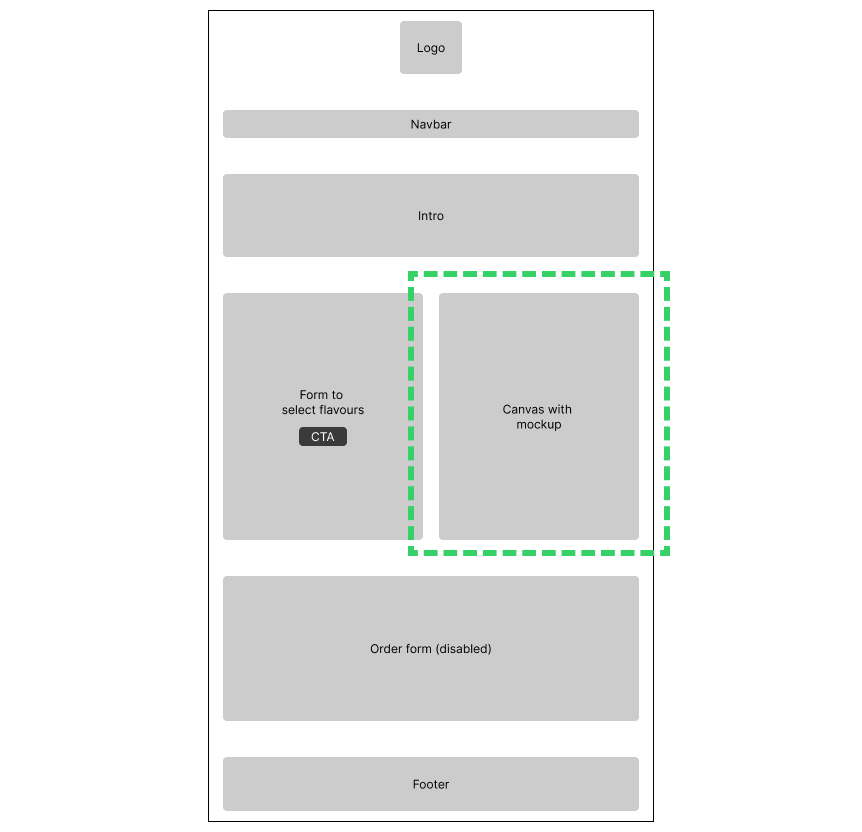 Logo
Navbar
Intro
Form to
select flavours
CTA
Canvas with
mockup
Order form (disabled)
Footer